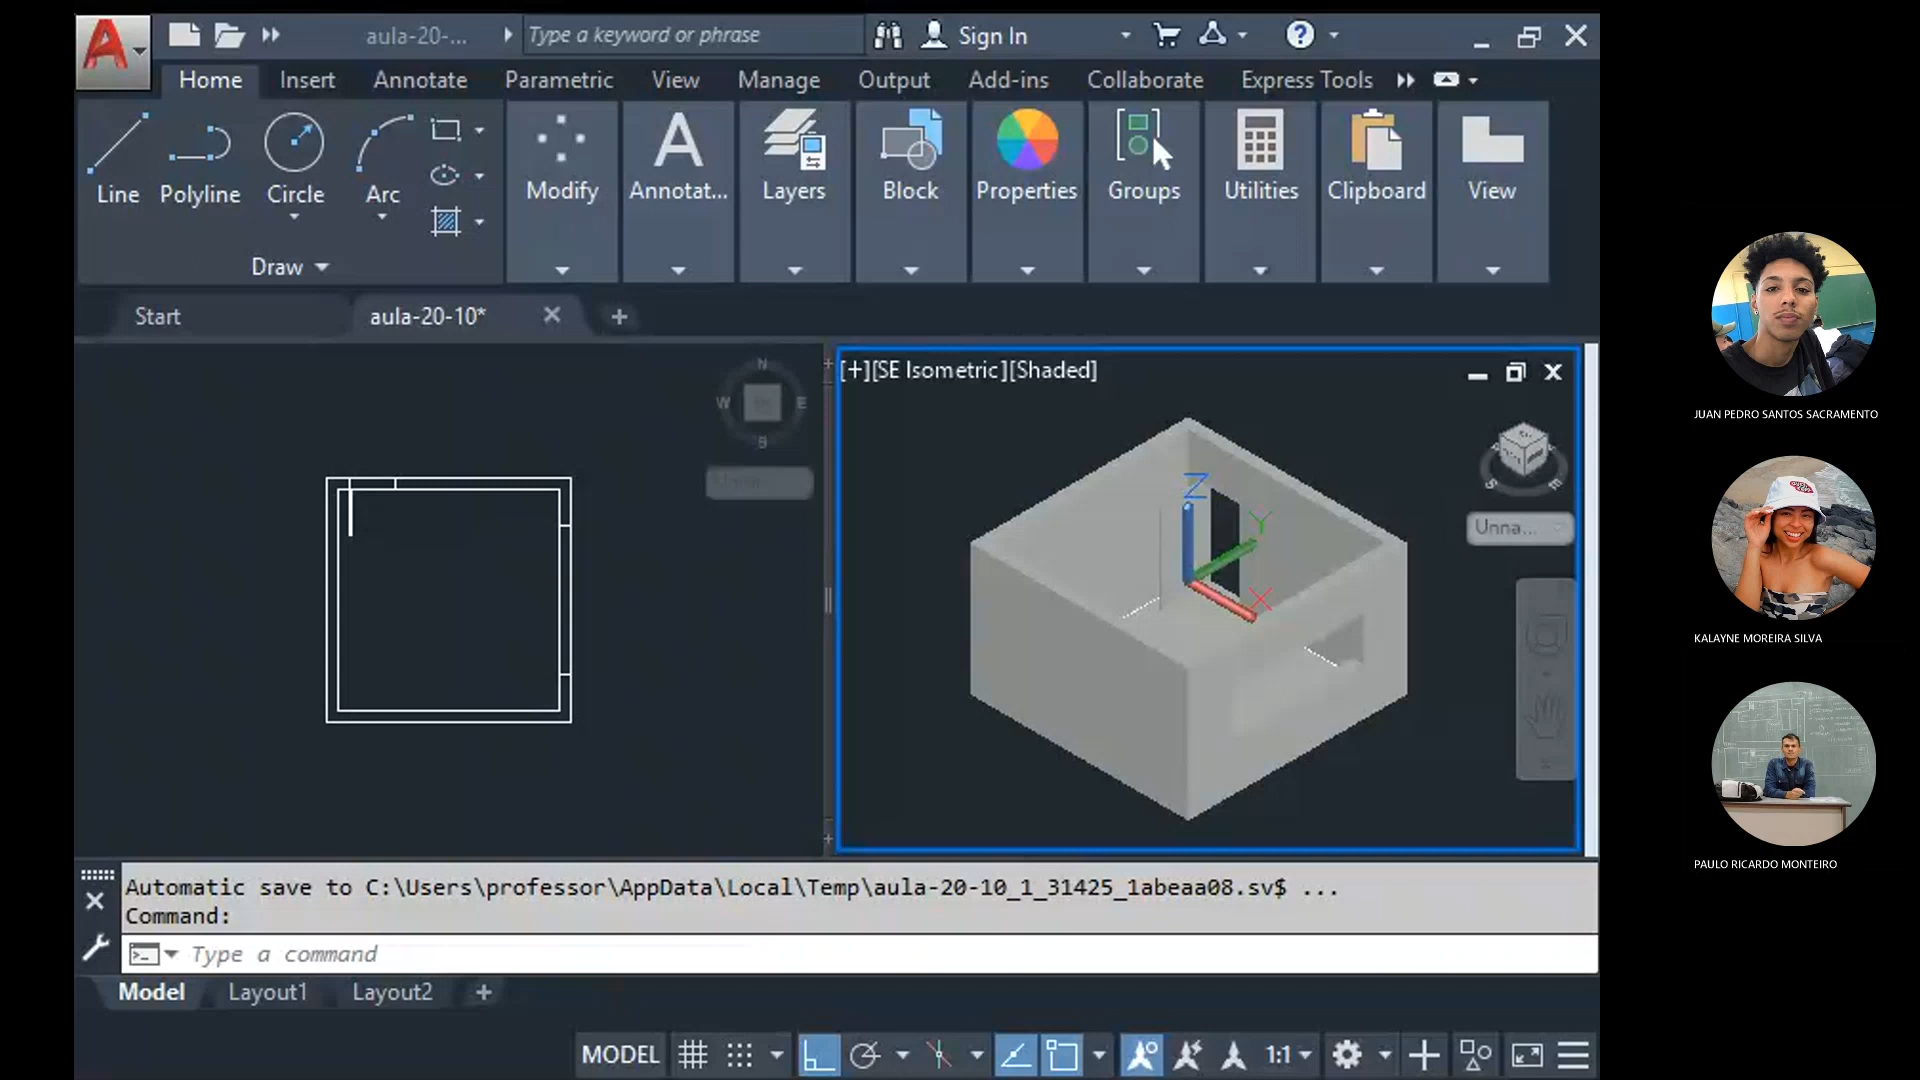 aula-20-...
Type a keyword or phrase
Sign In
Home
Insert
Annotate
Parametric
View
Manage
Output
Add-ins
Collaborate
Express Tools
Line
Polyline
Circle
Arc
Draw
Modify
Annotat...
Layers
Block
Properties
Groups
Utilities
Clipboard
View
Start
aula-20-10*
N
W
E
[+][SE Isometric][Shaded]
Z
Y
X
Unna...
JUAN PEDRO SANTOS SACRAMENTO
KALAYNE MOREIRA SILVA
PAULO RICARDO MONTEIRO
Automatic save to C:\Users\professor\AppData\Local\Temp\aula-20-10_1_31425_1abeaa08.sv$ ...
Command:
Type a command
Model
Layout1
Layout2
MODEL
1:1